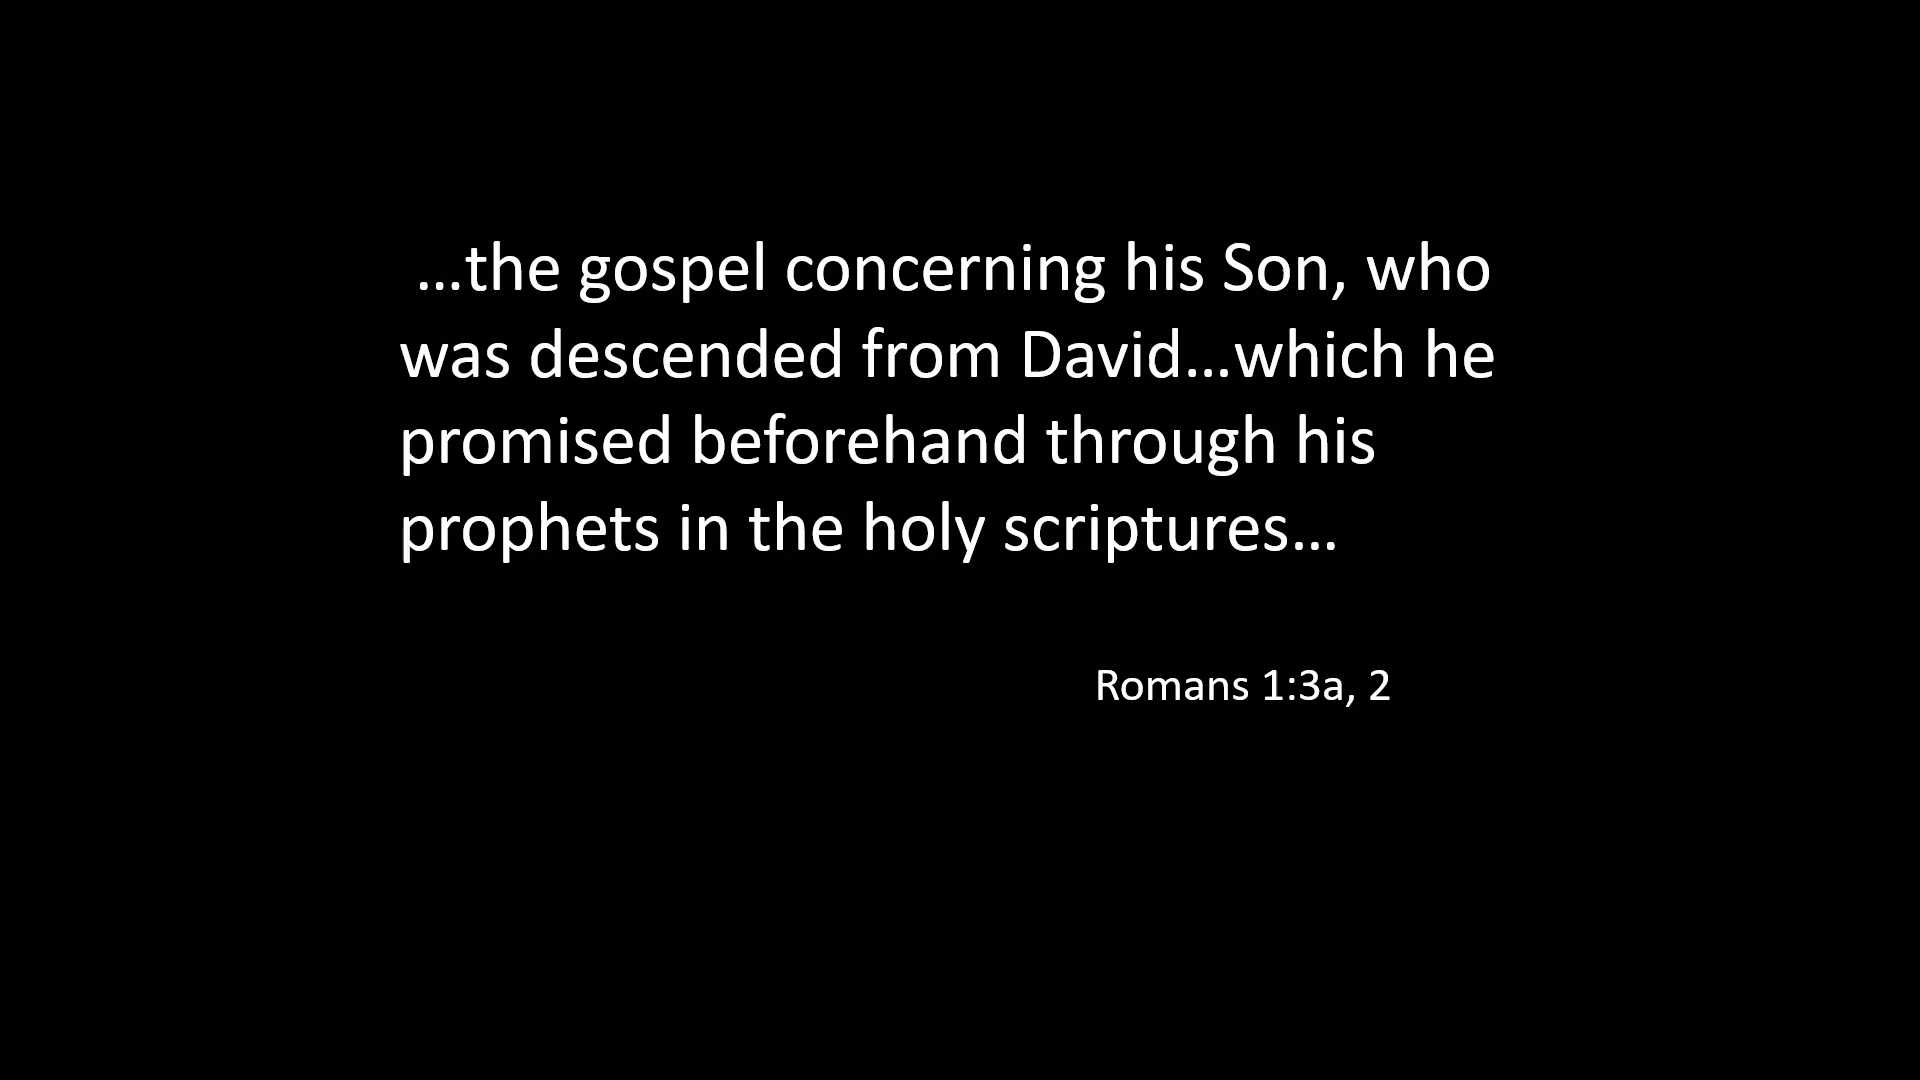 …the gospel concerning his Son, who
was descended from David…which he
promised beforehand through his
prophets in the holy scriptures…
Romans 1:3a, 2